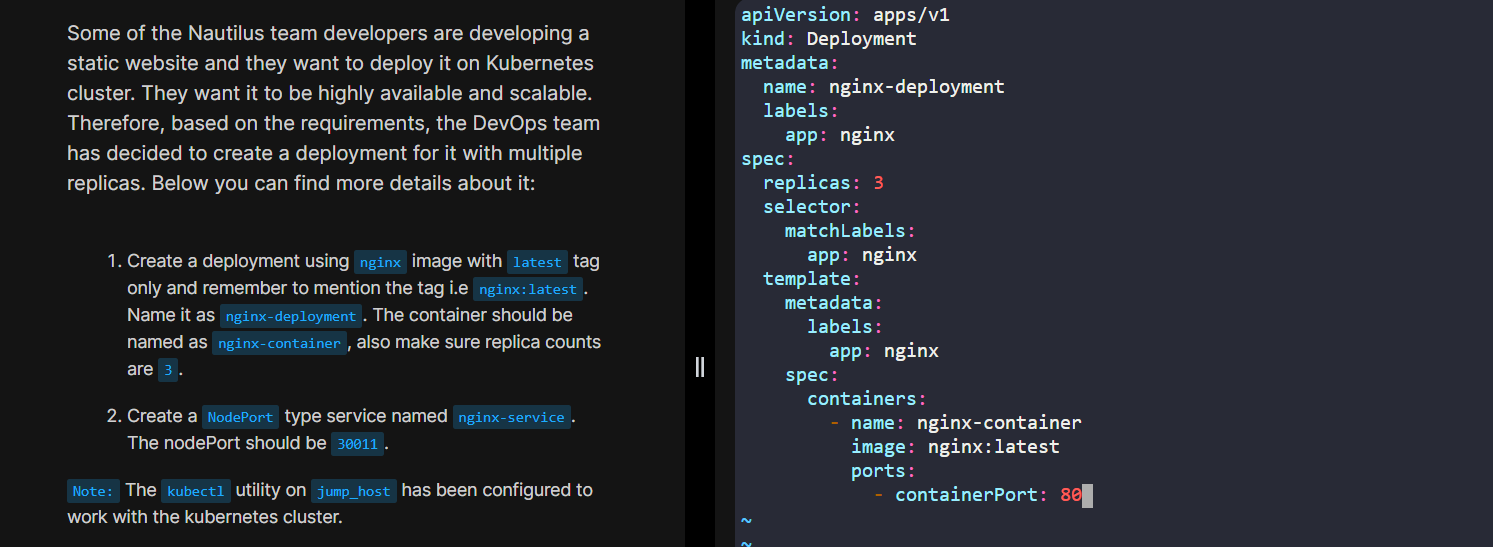 Some of the Nautilus team developers are developing a
static website and they want to deploy it on Kubernetes
cluster. They want it to be highly available and scalable.
Therefore, based on the requirements, the DevOps team
has decided to create a deployment for it with multiple
replicas. Below you can find more details about it:
1. Create a deployment using nginx image with latest tag
only and remember to mention the tag i.e nginx:latest.
Name it as nginx-deployment. The container should be
named as nginx-container, also make sure replica counts
are 3.
2. Create a NodePort type service named nginx-service.
The nodePort should be 30011.
Note: The kubectl utility on jump_host has been configured to
work with the kubernetes cluster.
apiVersion: apps/v1
kind: Deployment
metadata:
  name: nginx-deployment
  labels:
    app: nginx
spec:
  replicas: 3
  selector:
    matchLabels:
      app: nginx
  template:
    metadata:
      labels:
        app: nginx
    spec:
      containers:
        - name: nginx-container
          image: nginx:latest
          ports:
            - containerPort: 80
~
~